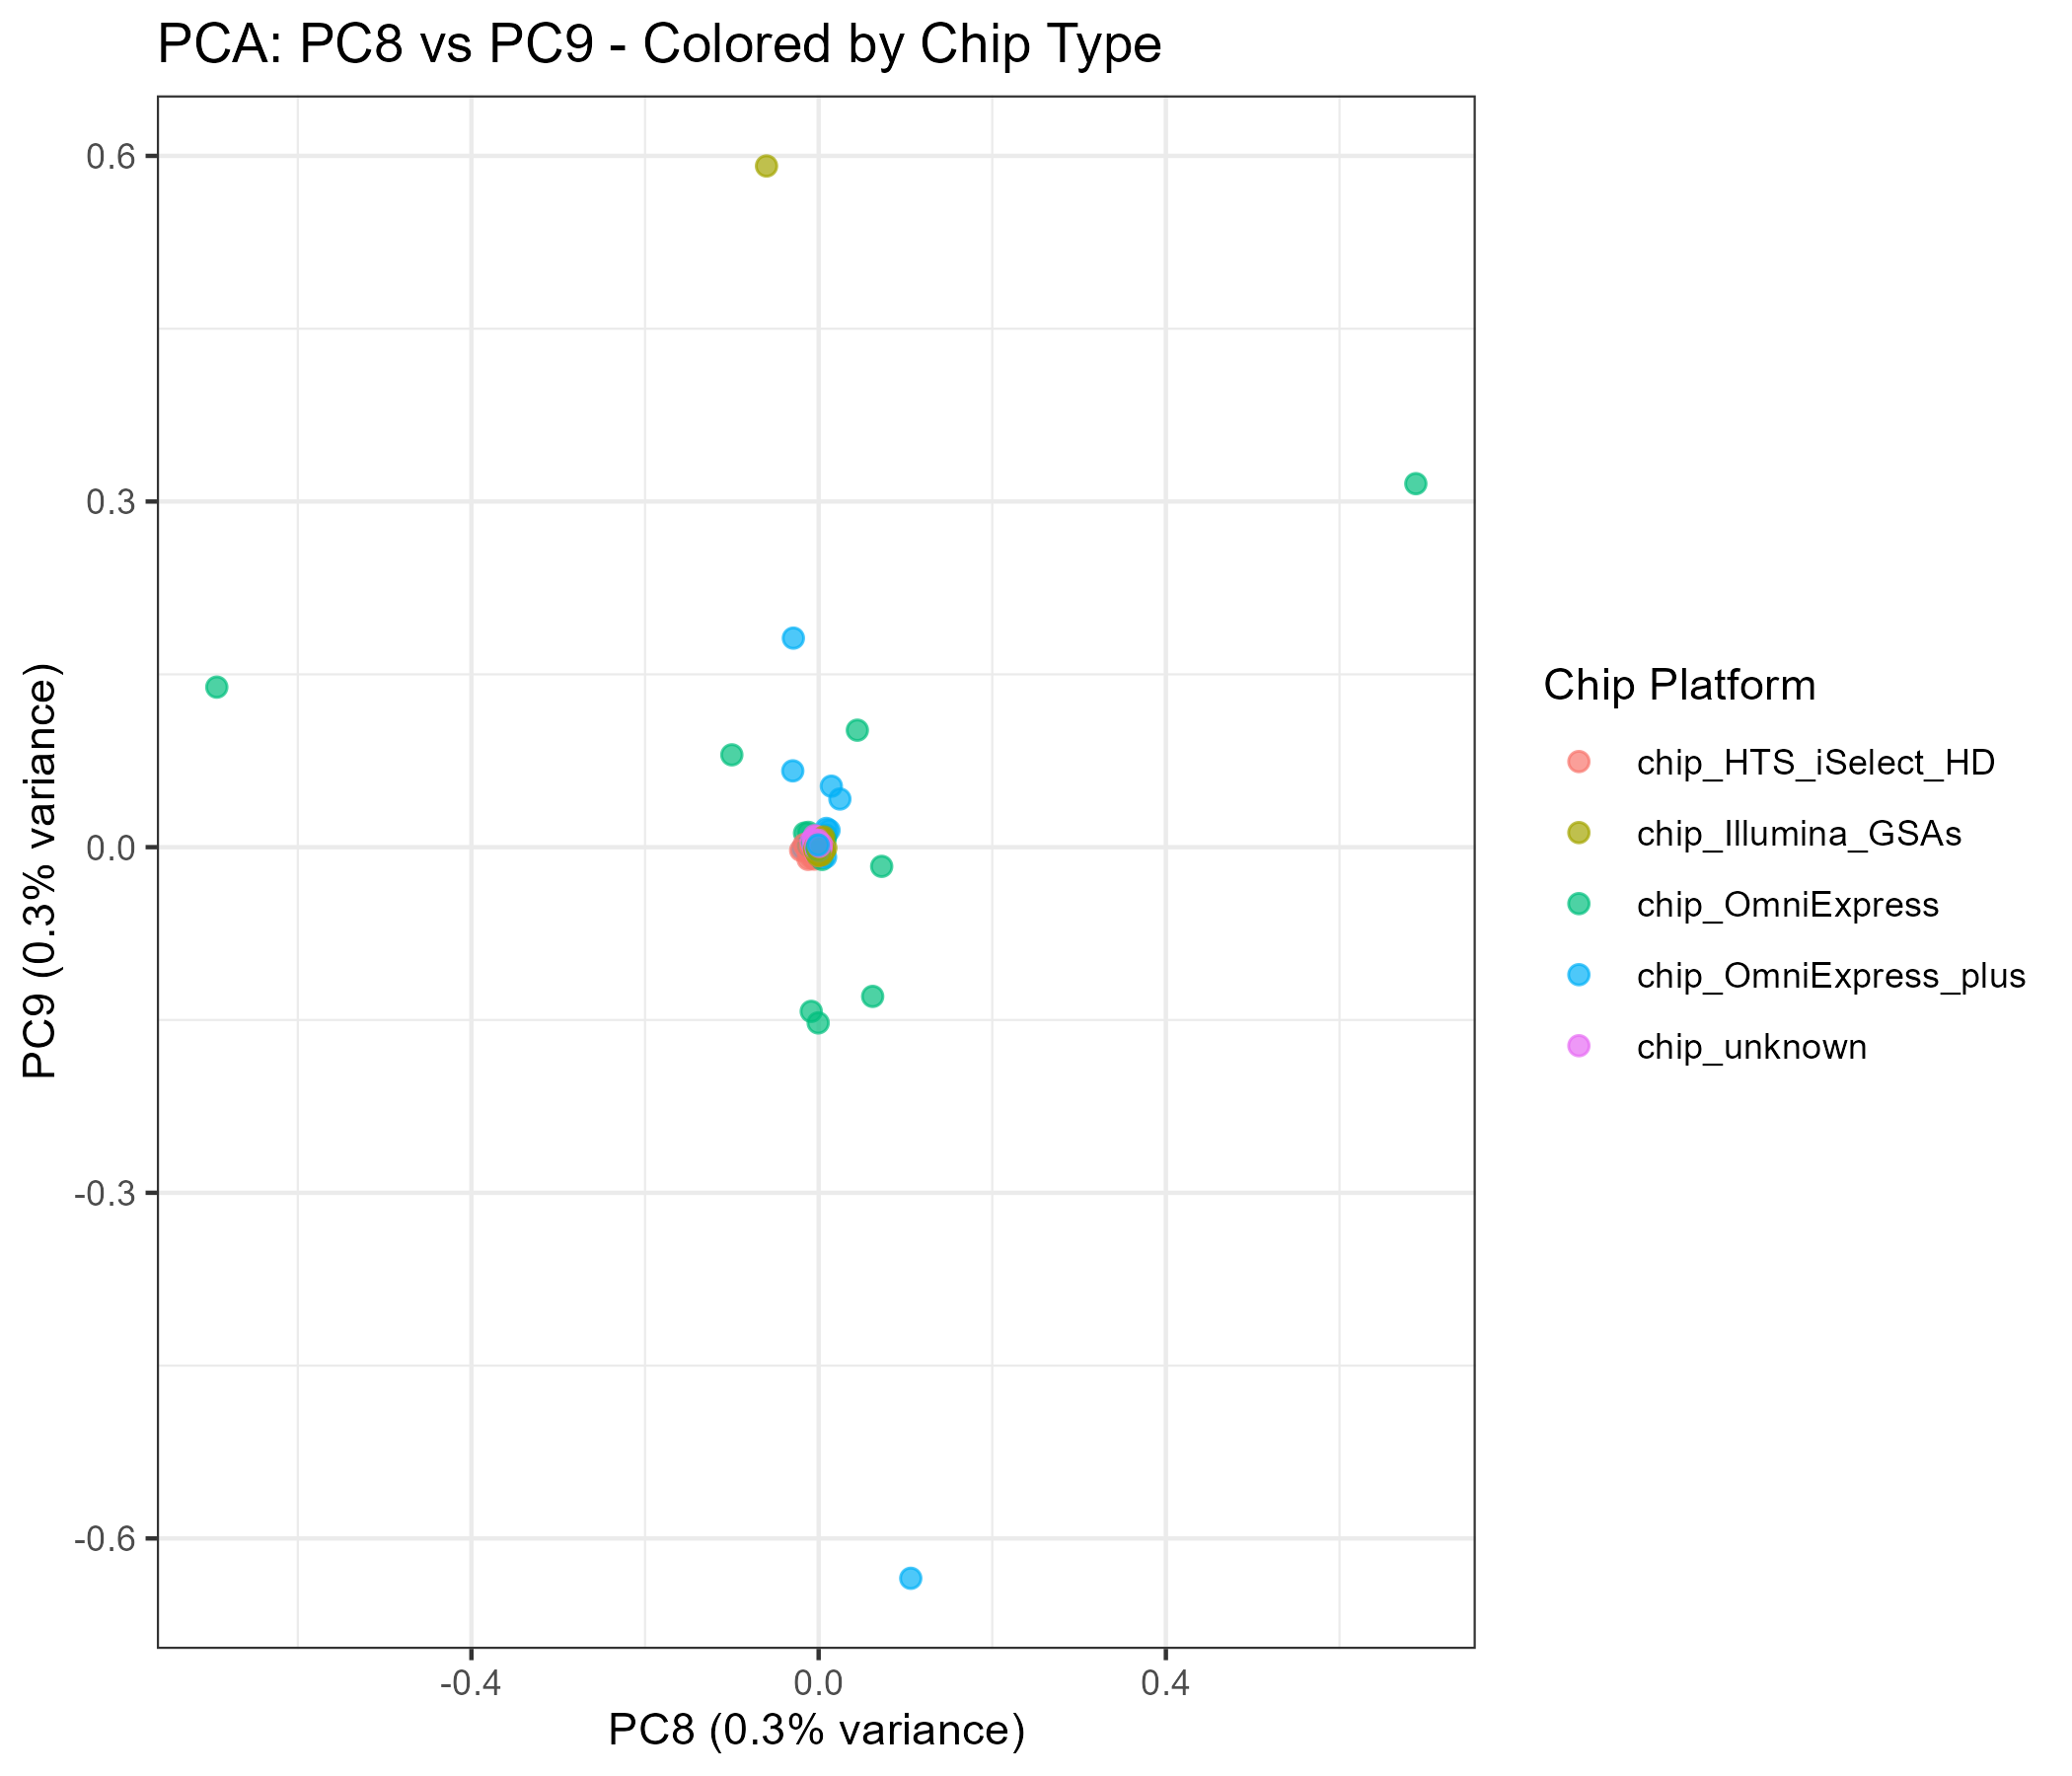 PCA: PC8 vs PC9 - Colored by Chip Type
0.6
0.3
0.0
-0.3
-0.6
PC9 (0.3% variance)
-0.4
0.0
0.4
PC8 (0.3% variance)
Chip Platform
chip_HTS_iSelect_HD
chip_Illumina_GSAs
chip_OmniExpress
chip_OmniExpress_plus
chip_unknown